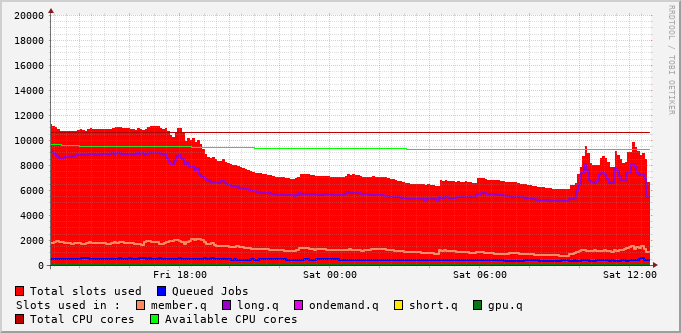 RRDTOOL / TOBI OETIKER
20000
18000
16000
14000
12000
10000
8000
6000
4000
2000
0
Fri 18:00 Sat 00:00 Sat 06:00 Sat 12:00
Total slots used Queued Jobs
Slots used in : member.q long.q ondemand.q short.q gpu.q
Total CPU cores Available CPU cores